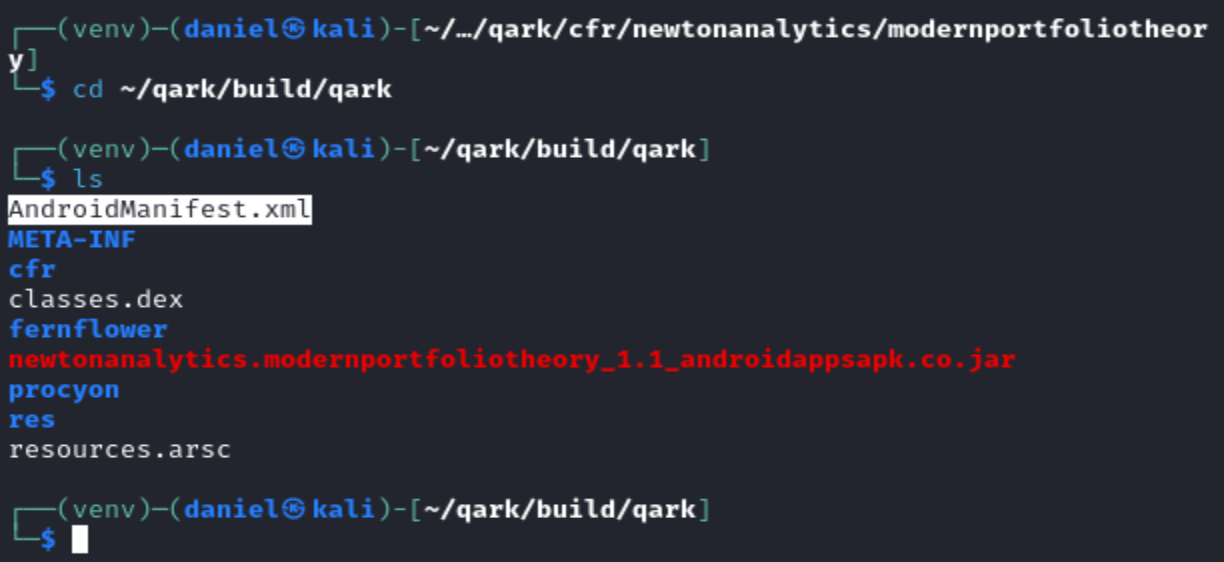 ┌──(venv)─(daniel㉿kali)-[~/…/qark/cfr/newtonanalytics/modernportfoliotheor
y]
└─$ cd ~/qark/build/qark
┌──(venv)─(daniel㉿kali)-[~/qark/build/qark]
└─$ ls
AndroidManifest.xml
META-INF
cfr
classes.dex
fernflower
newtonanalytics.modernportfoliotheory_1.1_androidappsapk.co.jar
procyon
res
resources.arsc
┌──(venv)─(daniel㉿kali)-[~/qark/build/qark]
└─$